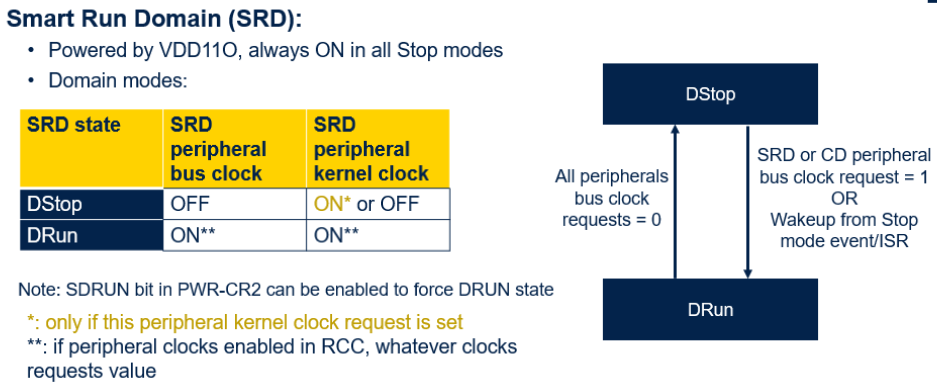 Smart Run Domain (SRD):
• Powered by VDD11O, always ON in all Stop modes
• Domain modes:
SRD state
SRD
peripheral
bus clock
SRD
peripheral
kernel clock
DStop
OFF
ON* or OFF
DRun
ON**
ON**
Note: SDRUN bit in PWR-CR2 can be enabled to force DRUN state
*: only if this peripheral kernel clock request is set
**: if peripheral clocks enabled in RCC, whatever clocks
requests value
DStop
All peripherals
bus clock
requests = 0
SRD or CD peripheral
bus clock request = 1
OR
Wakeup from Stop
mode event/ISR
DRun